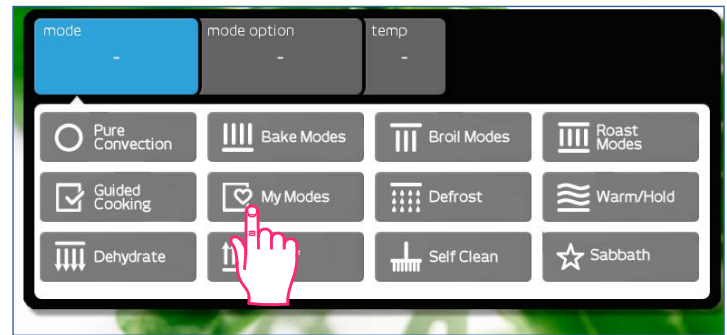 mode
mode option
temp
-
-
-
Pure
Convection
Bake Modes
Broil Modes
Roast
Modes
Guided
Cooking
My Modes
Defrost
Warm/Hold
Dehydrate
Self Clean
Sabbath